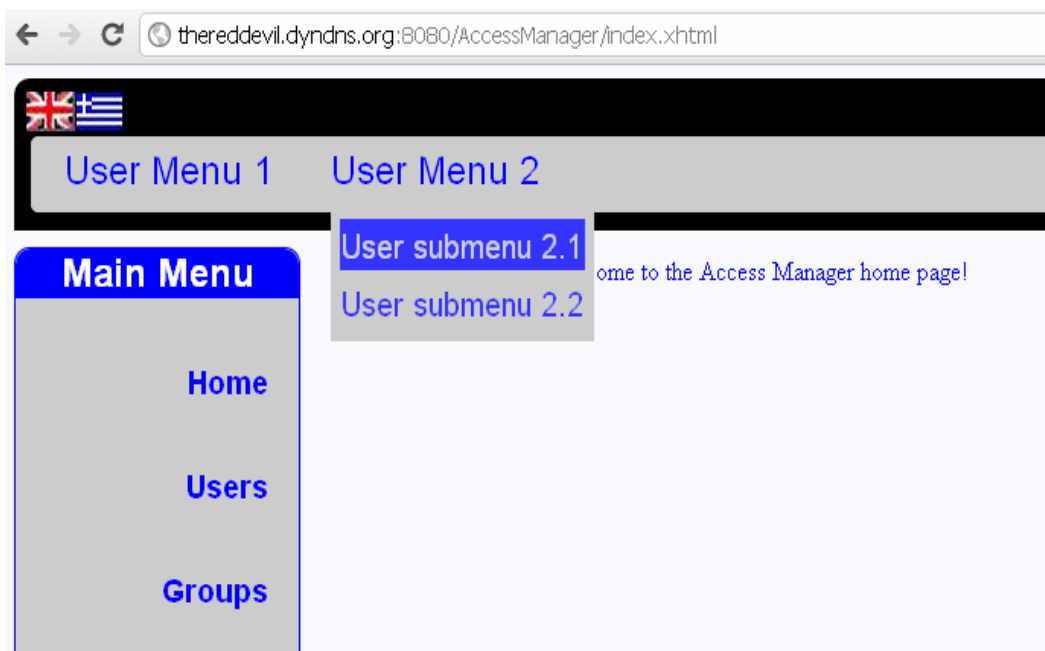 thereddevil.dyndns.org:8080/AccessManager/index.xhtml
User Menu 1 User Menu 2
User submenu 2.1
User submenu 2.2
ome to the Access Manager home page!
Main Menu
Home
Users
Groups